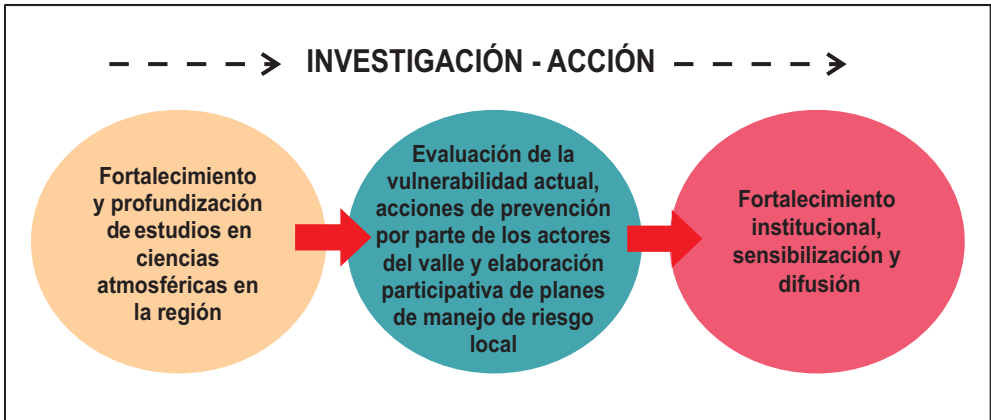 INVESTIGACIÓN - ACCIÓN
Fortalecimiento
y profundización
de estudios en
ciencias
atmosféricas en
la región
Evaluación de la
vulnerabilidad actual,
acciones de prevención
por parte de los actores
del valle y elaboración
participativa de planes
de manejo de riesgo
local
Fortalecimiento
institucional,
sensibilización y
difusión